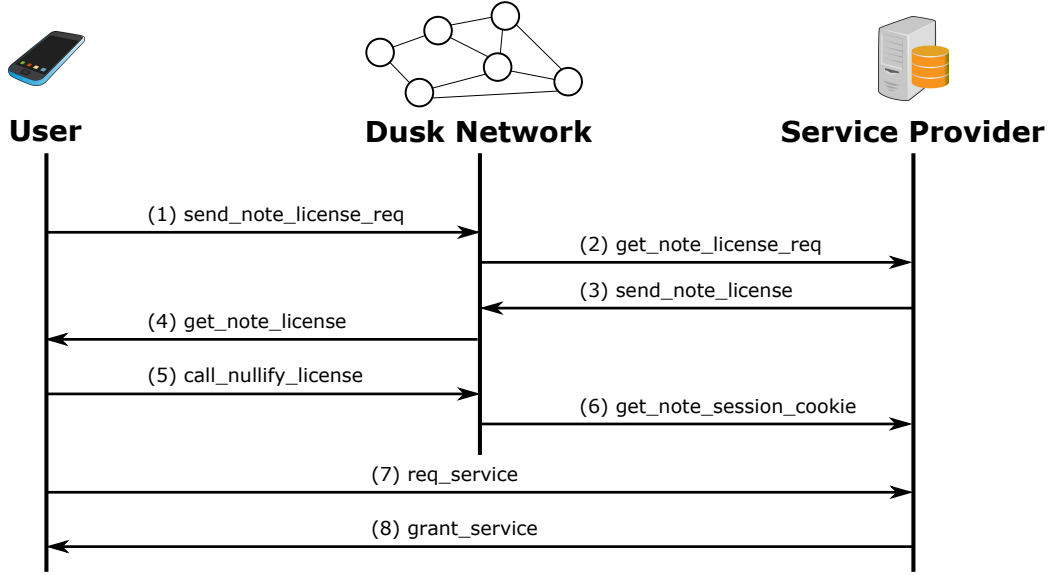 User
Dusk Network
Service Provider
(1) send_note_license_req
(2) get_note_license_req
(3) send_note_license
(4) get_note_license
(5) call_nullify_license
(6) get_note_session_cookie
(7) req_service
(8) grant_service